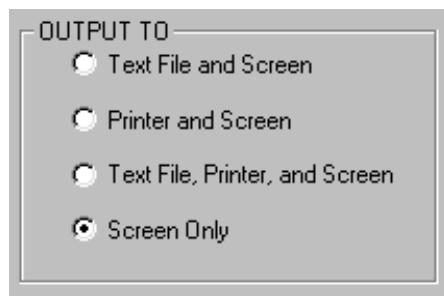 OUTPUT TO
Text File and Screen
Printer and Screen
Text File, Printer, and Screen
Screen Only